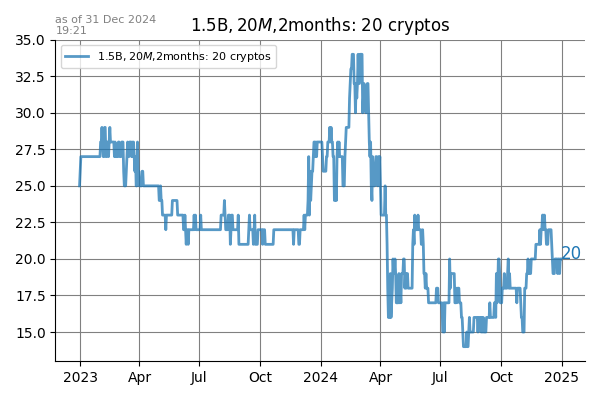 as of 31 Dec 2024
19:21
1.5B, 20M,2months: 20 cryptos
1.5B, 20M,2months: 20 cryptos
35.0
32.5
30.0
27.5
25.0
22.5
20.0
17.5
15.0
20
2023 Apr Jul Oct 2024 Apr Jul Oct 2025